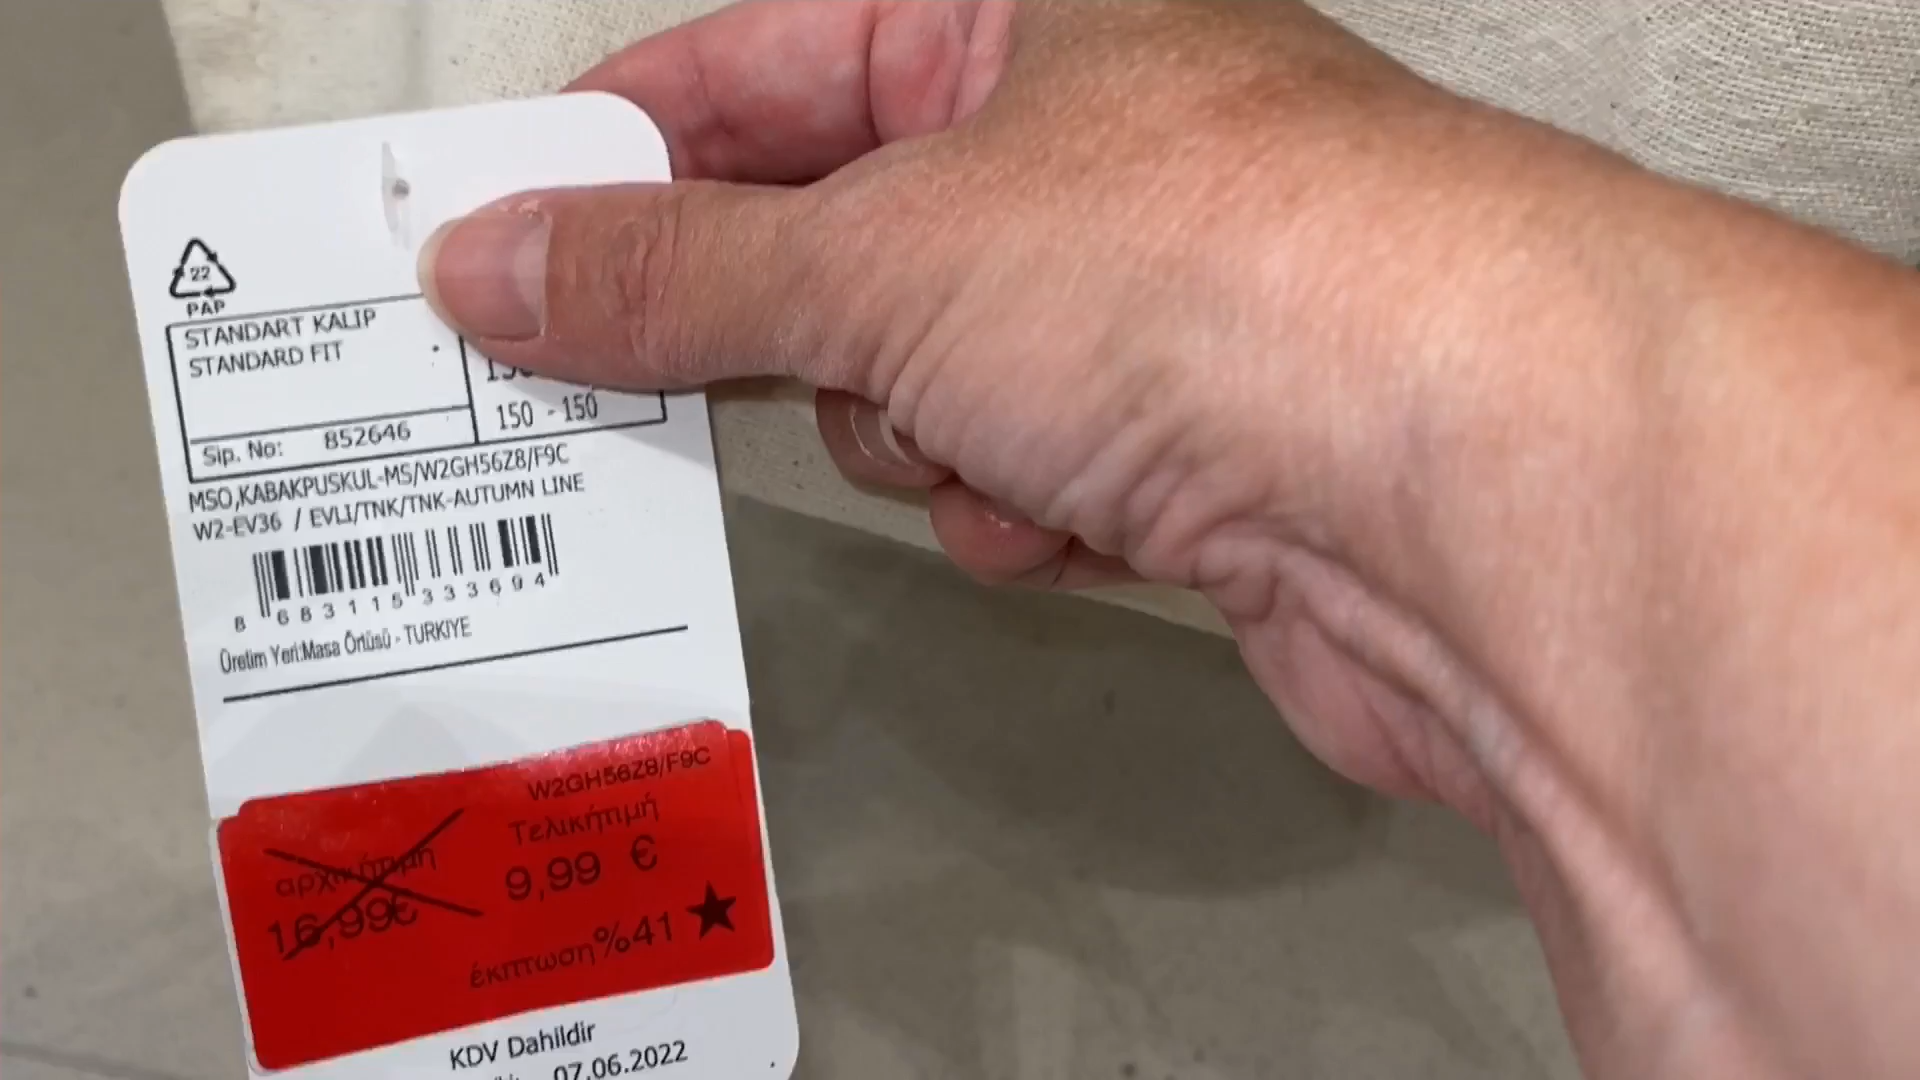 22
PAP
STANDART KALIP
STANDARD FIT
150 - 150
Sip. No: 852646
MSO,KABAKPUSKUL-MS/W2GH56Z8/F9C
W2-EV36 / EVLI/TNK/TNK-AUTUMN LINE
8 683115 333694
Üretim Yeri:Masa Örtüsü - TURKIYE
W2GH56Z8/F9C
Τελικήτιμή
αρχικήτιμή
9,99 €
16,99€
έκπτωση%41
KDV Dahildir
07.06.2022